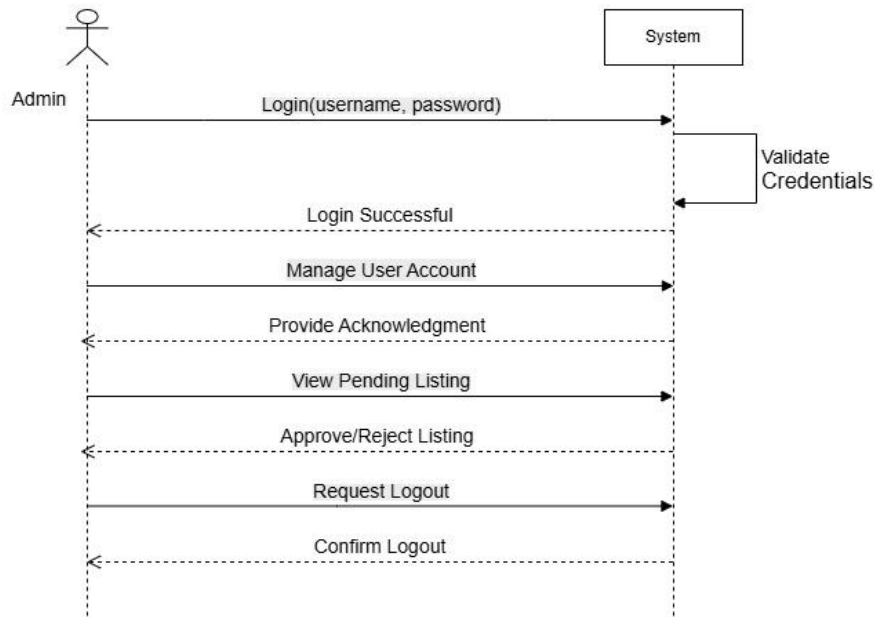 System
Admin
Login(username, password)
Validate
Credentials
Login Successful
Manage User Account
Provide Acknowledgment
View Pending Listing
Approve/Reject Listing
Request Logout
Confirm Logout